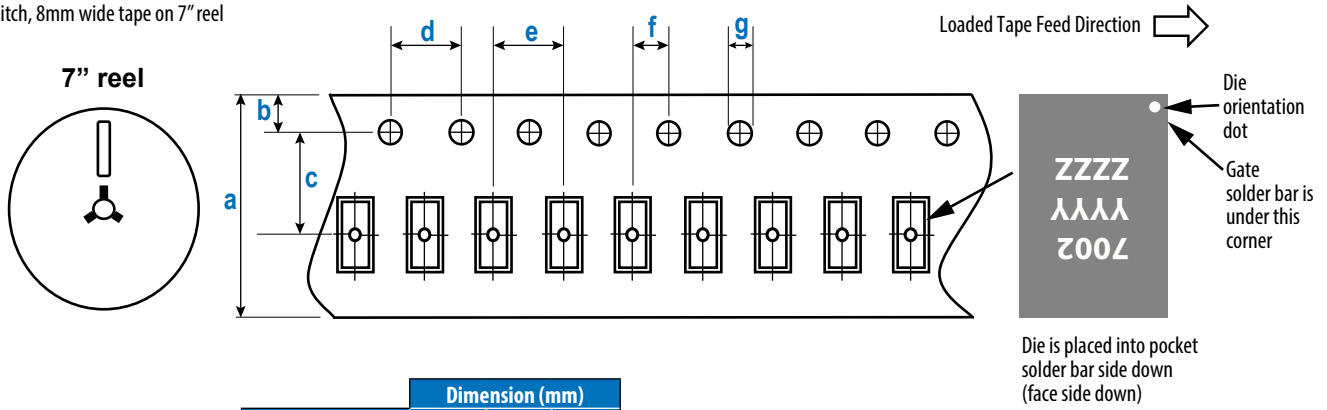 itch, 8mm wide tape on 7” reel
7” reel
Loaded Tape Feed Direction
a
b
c
d
e
f
g
Die
orientation
dot
Gate
solder bar is
under this
corner
2007
YYYY
ZZZZ
Die is placed into pocket
solder bar side down
(face side down)
Dimension (mm)